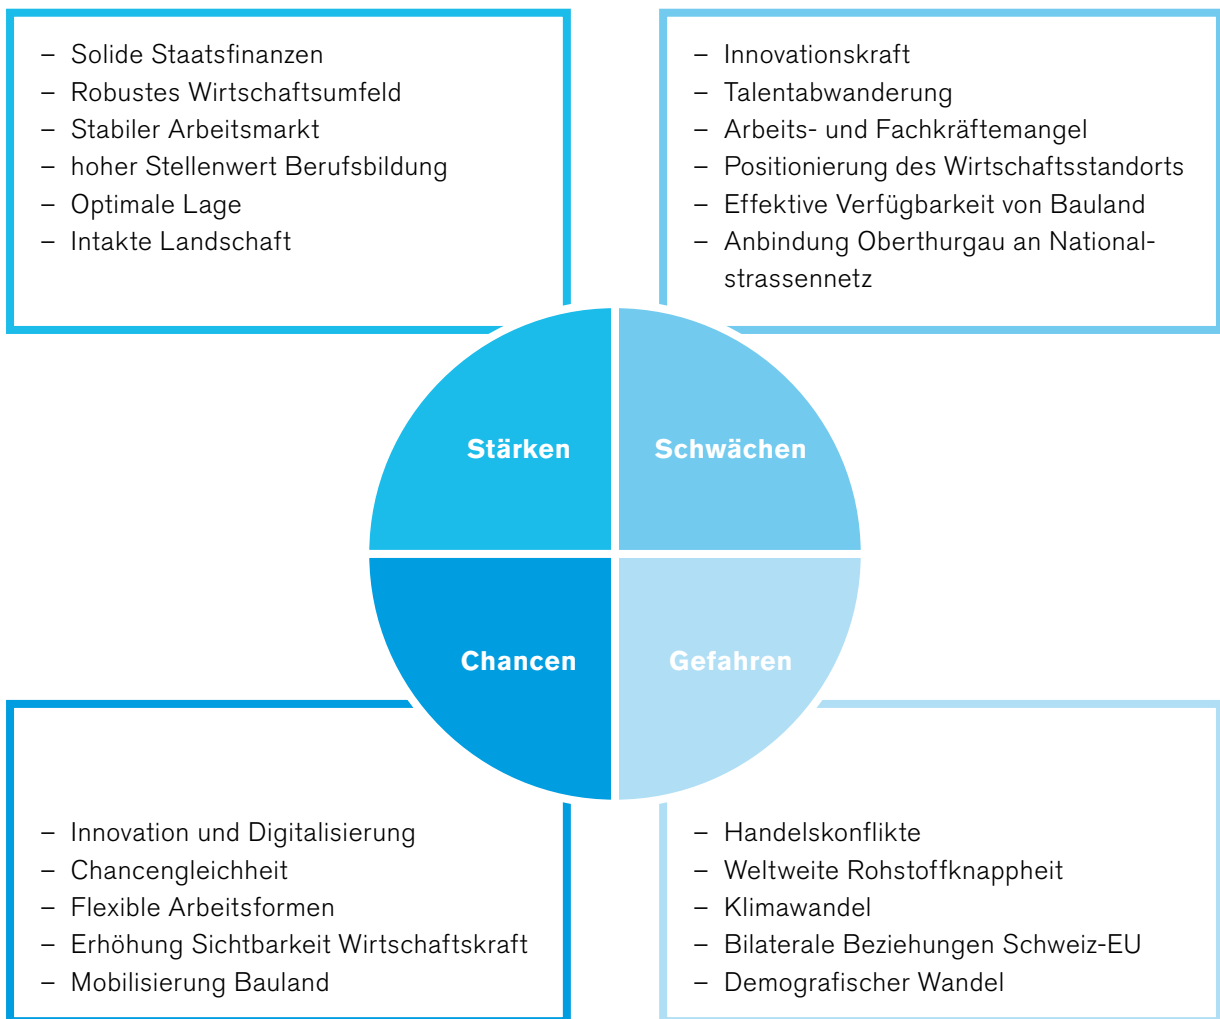 – Solide Staatsfinanzen
– Robustes Wirtschaftsumfeld
– Stabiler Arbeitsmarkt
– hoher Stellenwert Berufsbildung
– Optimale Lage
– Intakte Landschaft
– Innovationskraft
– Talentabwanderung
– Arbeits- und Fachkräftemangel
– Positionierung des Wirtschaftsstandorts
– Effektive Verfügbarkeit von Bauland
– Anbindung Oberthurgau an National-
strassennetz
Stärken
Schwächen
Chancen
Gefahren
– Innovation und Digitalisierung
– Chancengleichheit
– Flexible Arbeitsformen
– Erhöhung Sichtbarkeit Wirtschaftskraft
– Mobilisierung Bauland
– Handelskonflikte
– Weltweite Rohstoffknappheit
– Klimawandel
– Bilaterale Beziehungen Schweiz-EU
– Demografischer Wandel